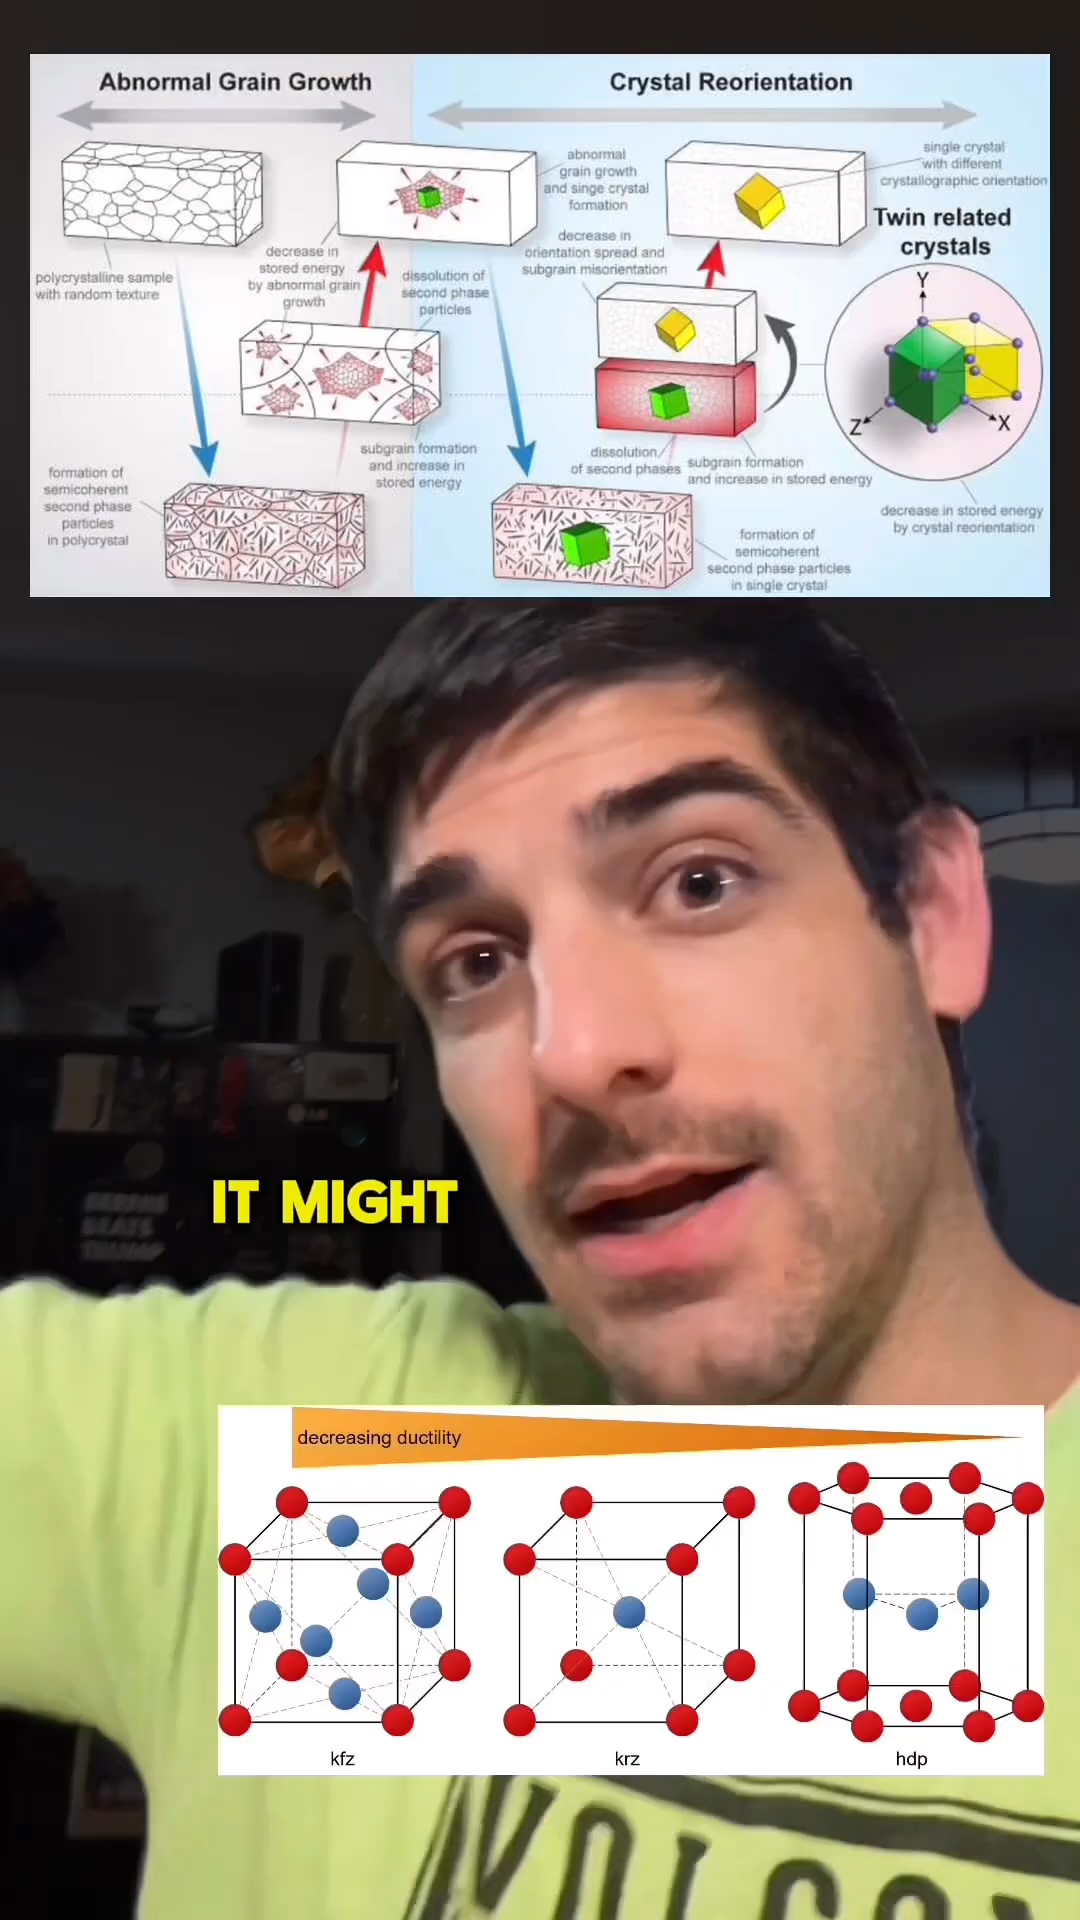 Abnormal Grain Growth
Crystal Reorientation
polycrystalline sample
with random texture
decrease in
stored energy
by abnormal grain
growth
abnormal
grain growth
and singe crystal
formation
single crystal
with different
crystallographic orientation
dissolution of
second phase
particles
decrease in
orientation spread and
subgrain misorientation
Twin related
crystals
Y
Z
X
formation of
semicoherent
second phase
particles
in polycrystal
subgrain formation
and increase in
stored energy
dissolution
of second phases
subgrain formation
and increase in stored energy
decrease in stored energy
by crystal reorientation
formation of
semicoherent
second phase particles
in single crystal
BEATS
TRUMP
IT MIGHT
decreasing ductility
kfz
krz
hdp
VOLCOM